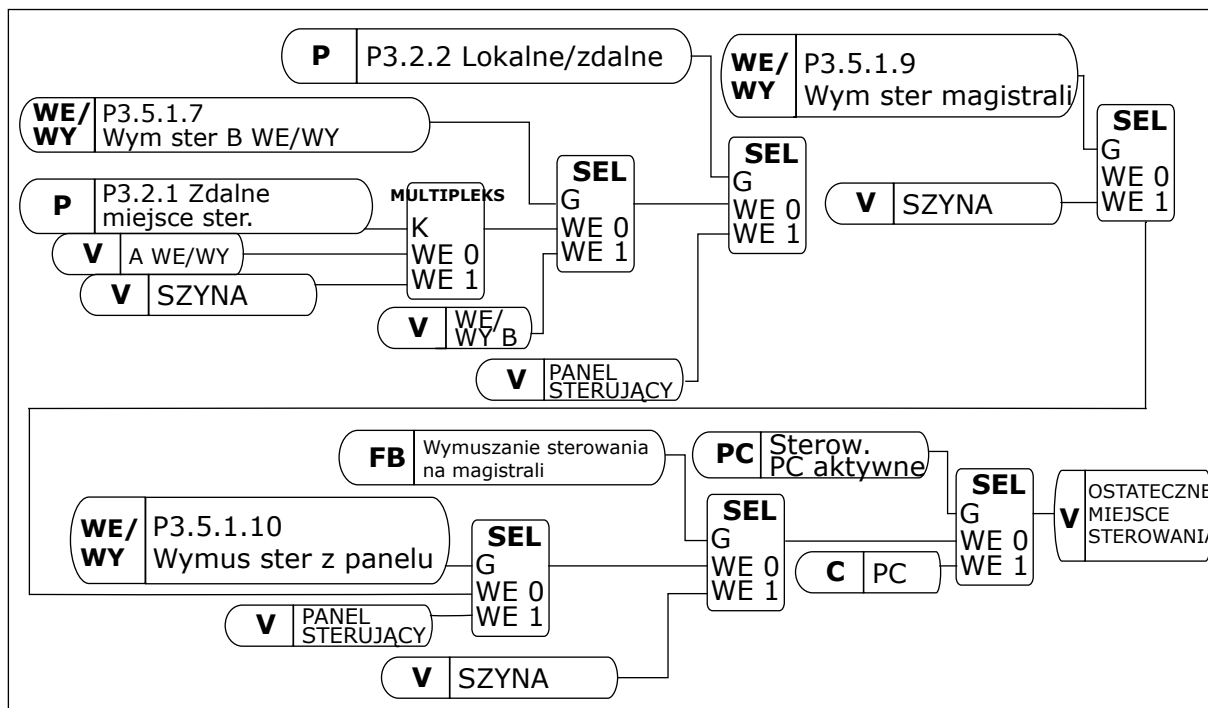 P P3.2.2 Lokalne/zdalne
WE/
WY
P3.5.1.9
Wym ster magistrali
WE/
WY
P3.5.1.7
Wym ster B WE/WY
SEL
G
WE 0
WE 1
SEL
G
WE 0
WE 1
SEL
G
WE 0
WE 1
P
P3.2.1 Zdalne
miejsce ster.
MULTIPLEKS
K
WE 0
WE 1
V A WE/WY
V SZYNA
V SZYNA
V
WE/
WY B
V
PANEL
STERUJĄCY
FB
Wymuszanie sterowania
na magistrali
PC
Sterow.
PC aktywne
SEL
G
WE 0
WE 1
V
OSTATECZNE
MIEJSCE
STEROWANIA
WE/
WY
P3.5.1.10
Wymus ster z panelu
SEL
G
WE 0
WE 1
SEL
G
WE 0
WE 1
C PC
V
PANEL
STERUJĄCY
V SZYNA